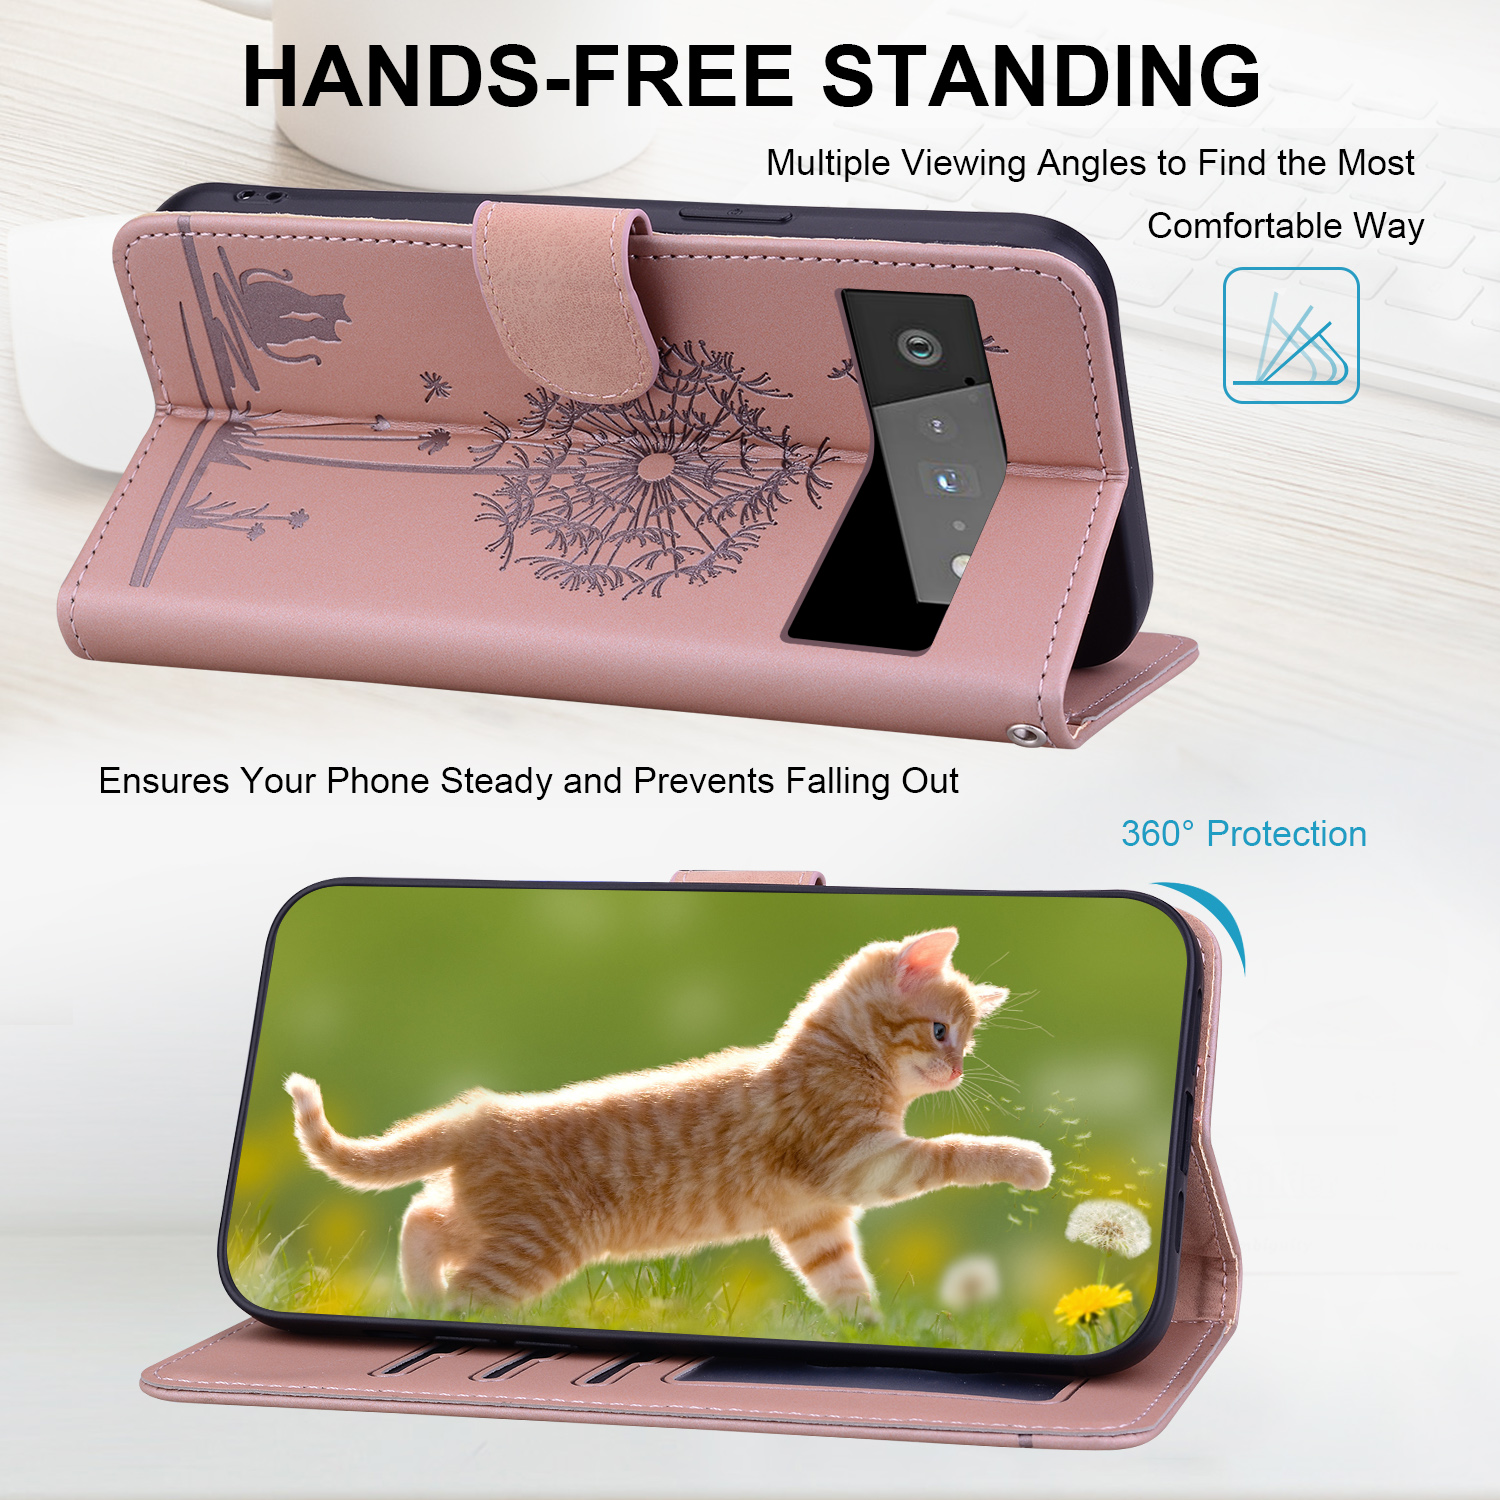 HANDS-FREE STANDING
Multiple Viewing Angles to Find the Most
Comfortable Way
Ensures Your Phone Steady and Prevents Falling Out
360° Protection